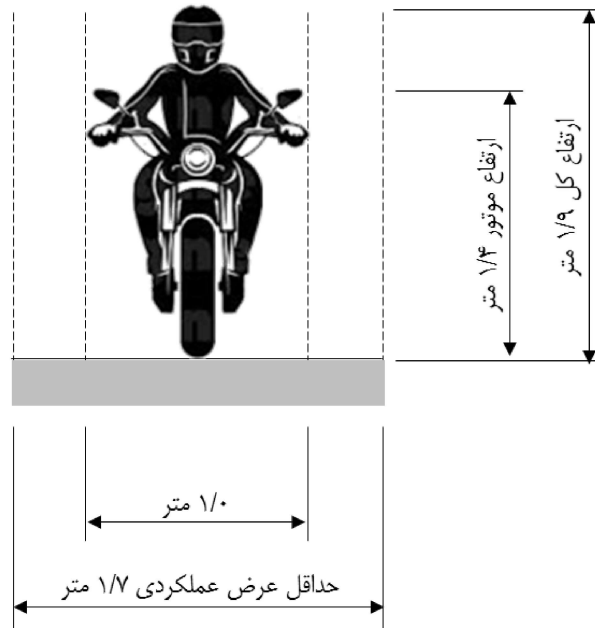 ارتفاع کل ۱/۹ متر
ارتفاع موتور ۱/۴ متر
۱/۰ متر
حداقل عرض عملکردی ۱/۷ متر